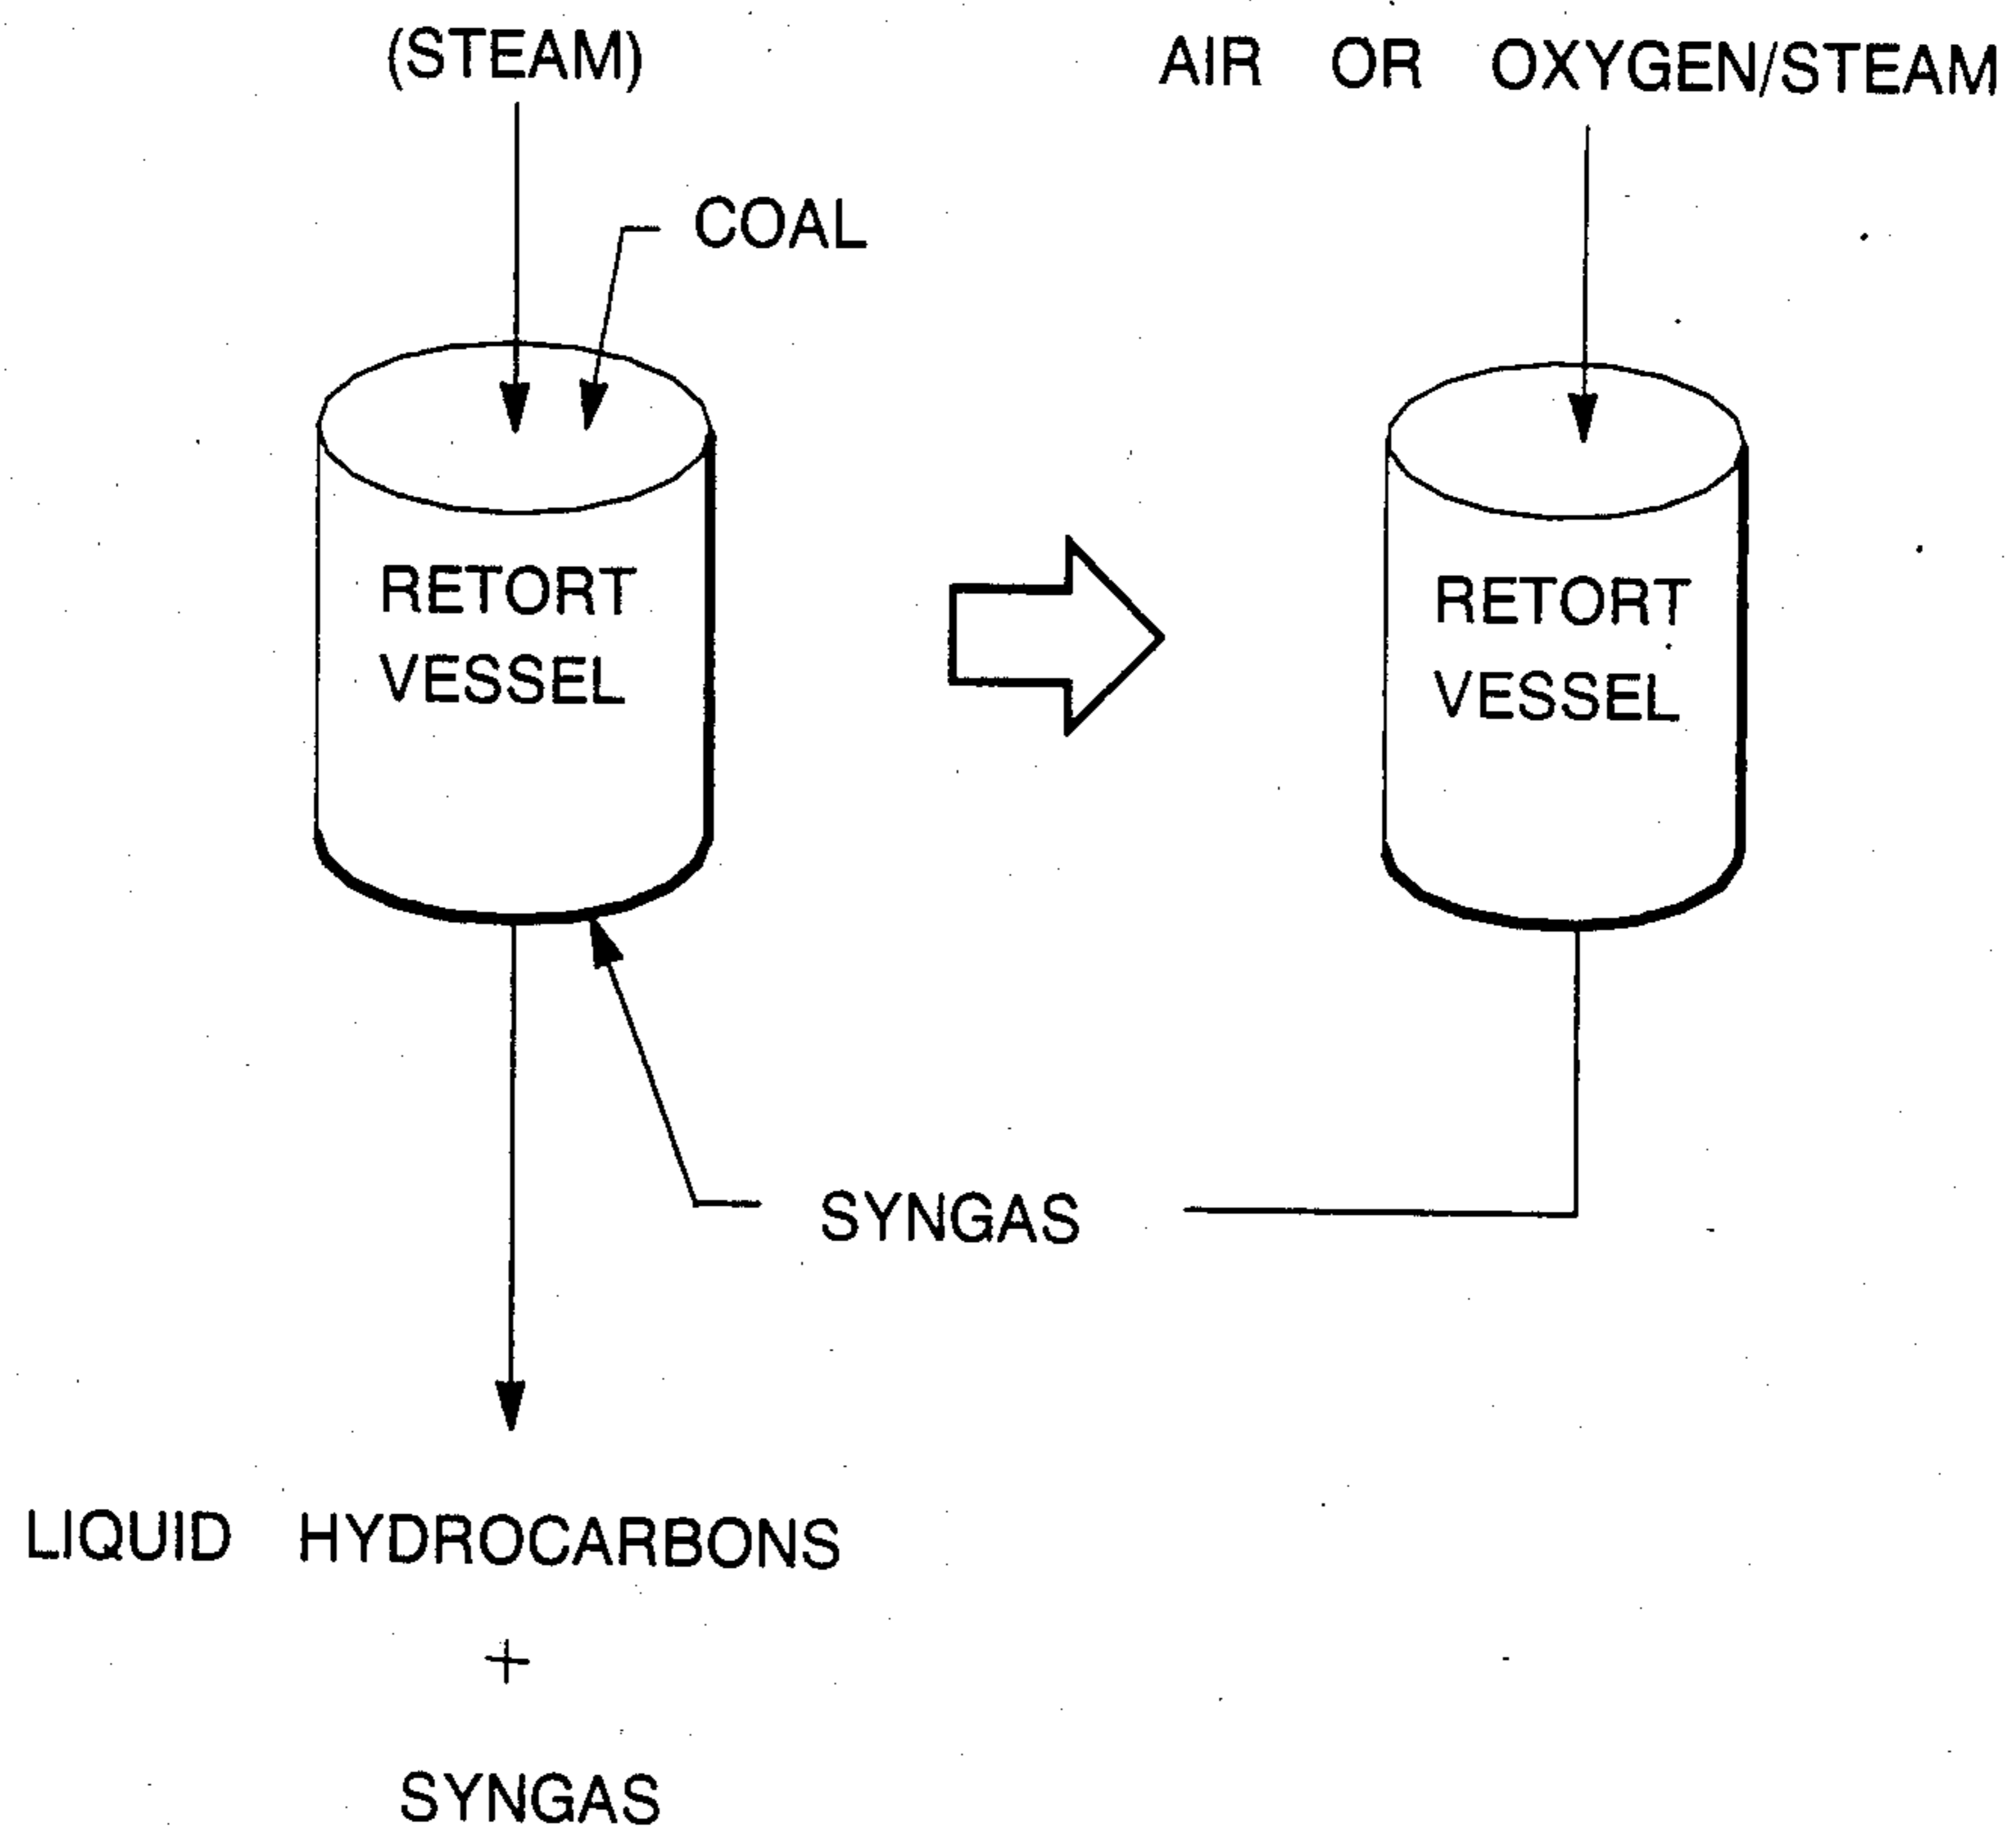 (STEAM)
AIR OR OXYGEN/STEAM
COAL
RETORT
VESSEL
RETORT
VESSEL
SYNGAS
LIQUID HYDROCARBONS
+
SYNGAS